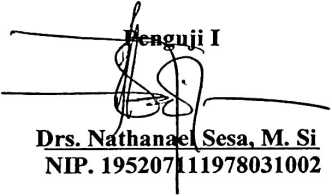 Penguji I
Drs. Nathanael Sesa, M. Si
NIP. 195207111978031002